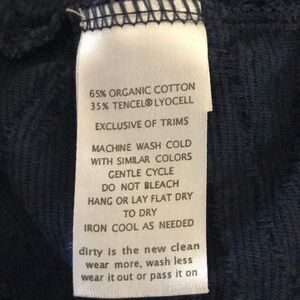 65% ORGANIC COTTON
35% TENCEL® LYOCELL
EXCLUSIVE OF TRIMS
MACHINE WASH COLD
WITH SIMILAR COLORS
GENTLE CYCLE
DO NOT BLEACH
HANG OR LAY FLAT DRY
TO DRY
IRON COOL AS NEEDED
dirty is the new clean
wear more, wash less
wear it out or pass it on